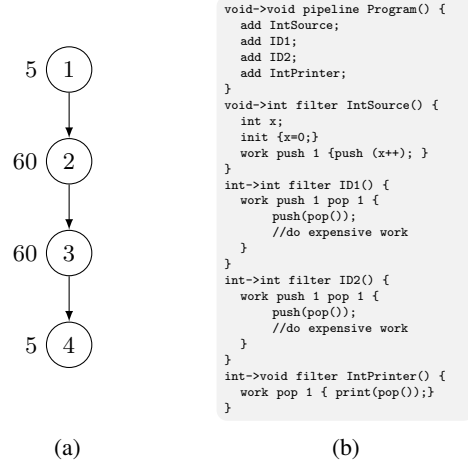 5 1
60 2
60 3
5 4
(a)
void->void pipeline Program() {
  add IntSource;
  add ID1;
  add ID2;
  add IntPrinter;
}
void->int filter IntSource() {
  int x;
  init {x=0;}
  work push 1 {push (x++); }
}
int->int filter ID1() {
  work push 1 pop 1 {
      push(pop());
      //do expensive work
  }
}
int->int filter ID2() {
  work push 1 pop 1 {
      push(pop());
      //do expensive work
  }
}
int->void filter IntPrinter() {
  work pop 1 { print(pop());}
}
(b)